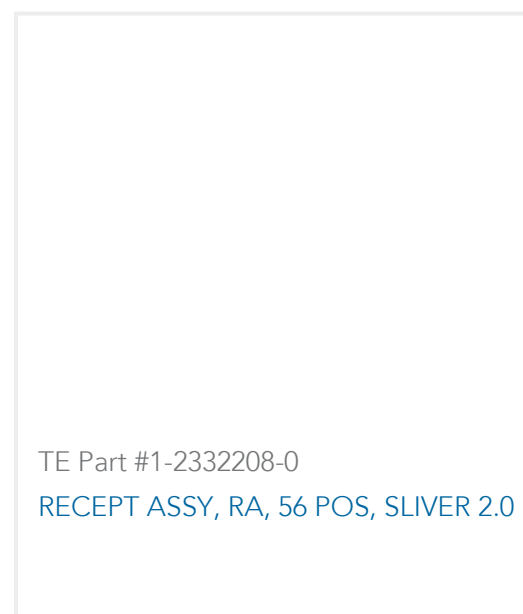 TE Part #1-2332208-0
RECEPT ASSY, RA, 56 POS, SLIVER 2.0